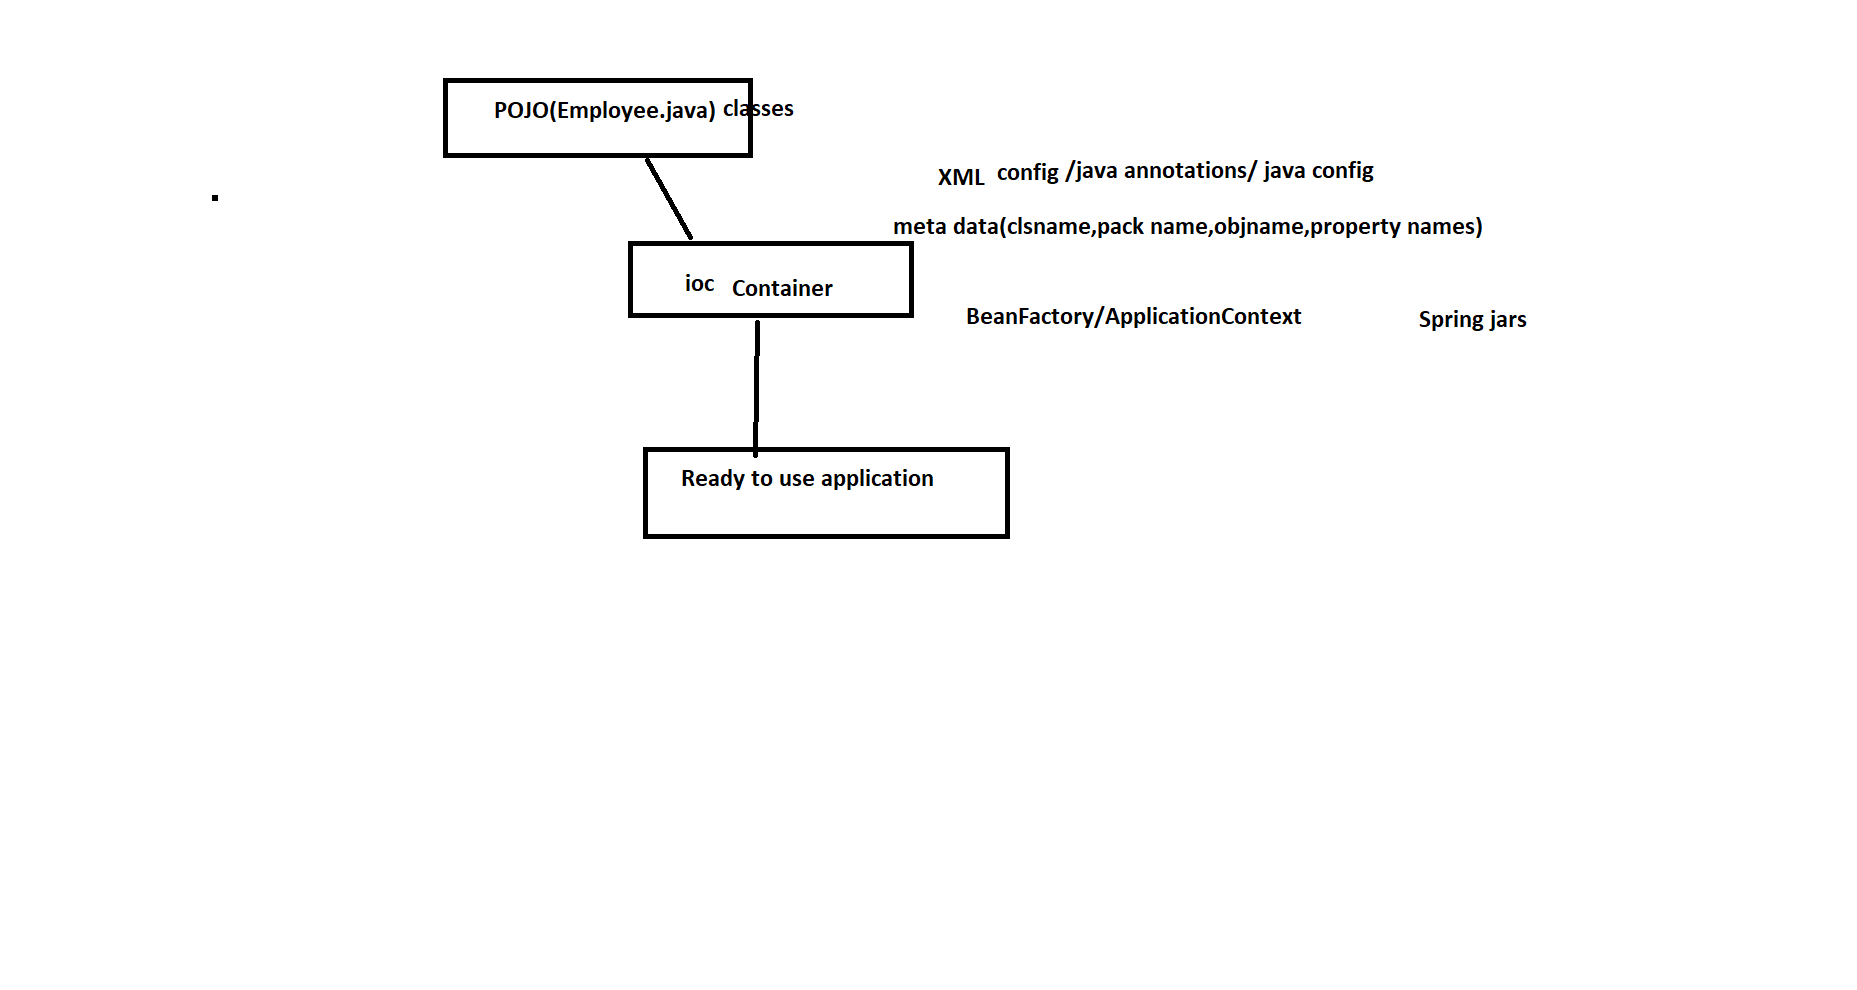 POJO(Employee.java) classes
XML config /java annotations/ java config
meta data(clsname,pack name,objname,property names)
ioc Container
BeanFactory/ApplicationContext
Spring jars
Ready to use application